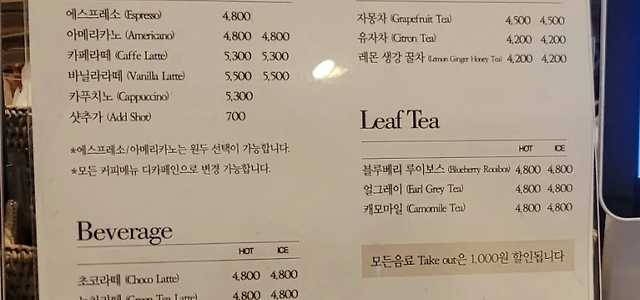 에스프레소 (Espresso) 4,800
아메리카노 (Americano) 4,800 4,800
카페라떼 (Caffe Latte) 5,300 5,300
바닐라라떼 (Vanilla Latte) 5,500 5,500
카푸치노 (Cappuccino) 5,300
샷추가 (Add Shot) 700
*에스프레소/아메리카노는 원두 선택이 가능합니다.
*모든 커피메뉴 디카페인으로 변경 가능합니다.
Beverage
HOT ICE
초코라떼 (Choco Latte) 4,800 4,800
녹차라떼 (Green Tea Latte) 4,800 4,800
자몽차 (Grapefruit Tea) 4,500 4,500
유자차 (Citron Tea) 4,200 4,200
레몬 생강 꿀차 (Lemon Ginger Honey Tea) 4,200 4,200
Leaf Tea
HOT ICE
블루베리 루이보스 (Blueberry Rooibos) 4,800 4,800
얼그레이 (Earl Grey Tea) 4,800 4,800
캐모마일 (Camomile Tea) 4,800 4,800
모든음료 Take out은 1,000원 할인됩니다